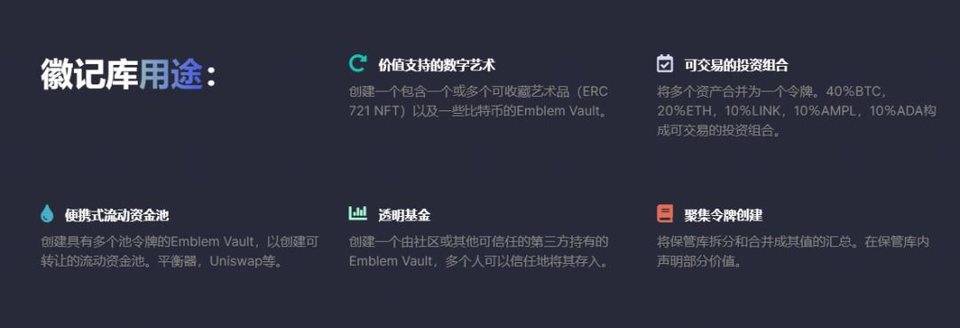 徽记库用途：
价值支持的数字艺术
创建一个包含一个或多个可收藏艺术品（ERC
721 NFT）以及一些比特币的Emblem Vault。
可交易的投资组合
将多个资产合并为一个令牌。40%BTC，
20%ETH，10%LINK，10%AMPL，10%ADA构
成可交易的投资组合。
便携式流动资金池
创建具有多个池令牌的Emblem Vault，以创建可
转让的流动资金池。平衡器，Uniswap等。
透明基金
创建一个由社区或其他可信任的第三方持有的
Emblem Vault，多个人可以信任地将其存入。
聚集令牌创建
将保管库拆分和合并成其值的汇总。在保管库内
声明部分价值。